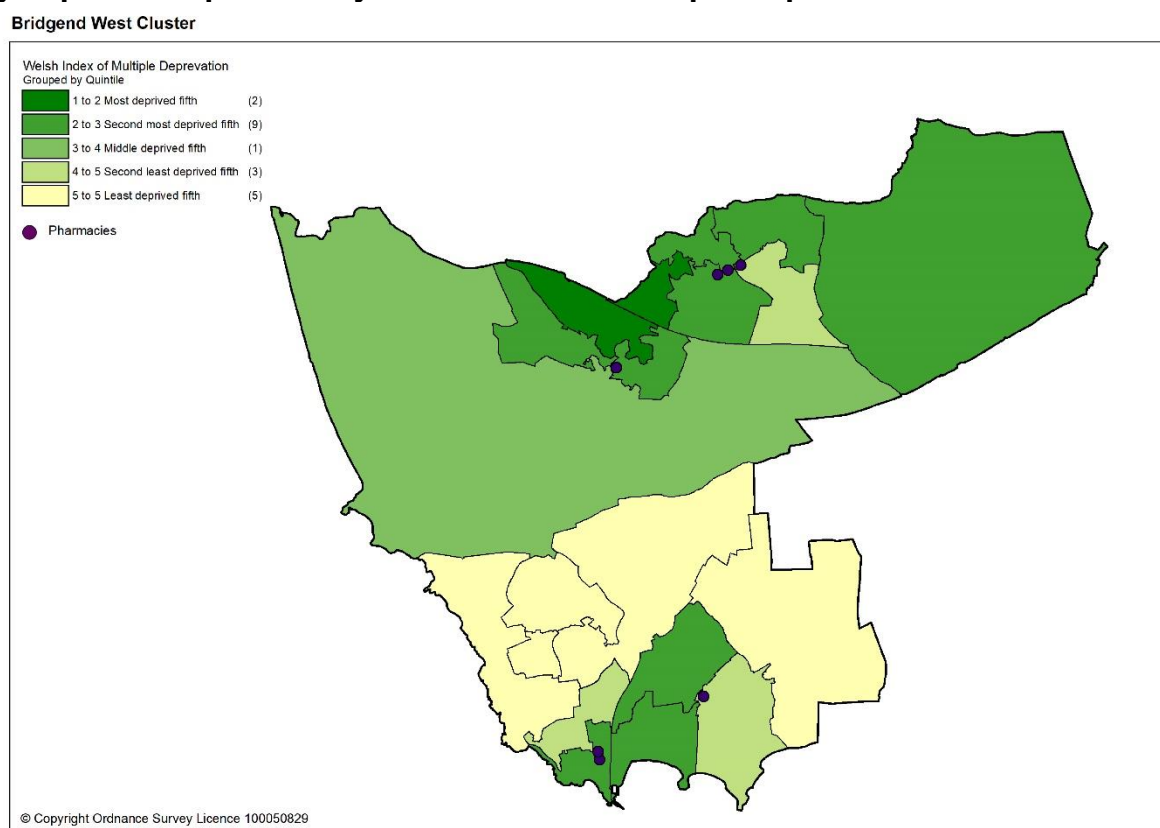 Bridgend West Cluster
Welsh Index of Multiple Deprevation
Grouped by Quintile
1 to 2 Most deprived fifth (2)
2 to 3 Second most deprived fifth (9)
3 to 4 Middle deprived fifth (1)
4 to 5 Second least deprived fifth (3)
5 to 5 Least deprived fifth (5)
Pharmacies
© Copyright Ordnance Survey Licence 100050829